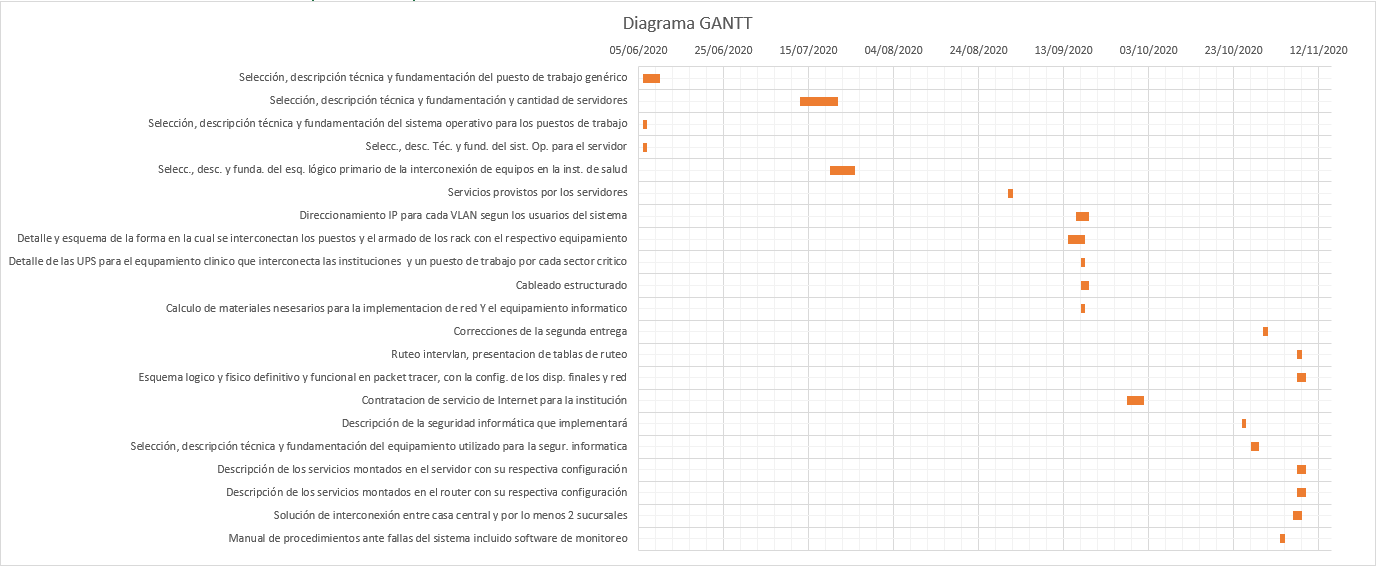 Diagrama GANTT
05/06/2020 25/06/2020 15/07/2020 04/08/2020 24/08/2020 13/09/2020 03/10/2020 23/10/2020 12/11/2020
Selección, descripción técnica y fundamentación del puesto de trabajo genérico
Selección, descripción técnica y fundamentación y cantidad de servidores
Selección, descripción técnica y fundamentación del sistema operativo para los puestos de trabajo
Selecc., desc. Téc. y fund. del sist. Op. para el servidor
Selecc., desc. y funda. del esq. lógico primario de la interconexión de equipos en la inst. de salud
Servicios provistos por los servidores
Direccionamiento IP para cada VLAN segun los usuarios del sistema
Detalle y esquema de la forma en la cual se interconectan los puestos y el armado de los rack con el respectivo equipamiento
Detalle de las UPS para el equpamiento clinico que interconecta las instituciones y un puesto de trabajo por cada sector critico
Cableado estructurado
Calculo de materiales nesesarios para la implementacion de red Y el equipamiento informatico
Correcciones de la segunda entrega
Ruteo intervlan, presentacion de tablas de ruteo
Esquema logico y fisico definitivo y funcional en packet tracer, con la config. de los disp. finales y red
Contratacion de servicio de Internet para la institución
Descripción de la seguridad informática que implementará
Selección, descripción técnica y fundamentación del equipamiento utilizado para la segur. informatica
Descripción de los servicios montados en el servidor con su respectiva configuración
Descripción de los servicios montados en el router con su respectiva configuración
Solución de interconexión entre casa central y por lo menos 2 sucursales
Manual de procedimientos ante fallas del sistema incluido software de monitoreo